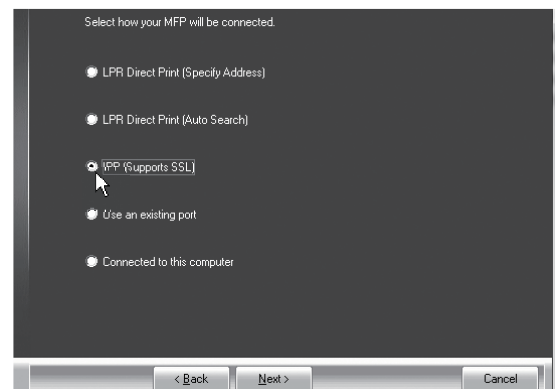 Select how your MFP will be connected.
LPR Direct Print (Specify Address)
LPR Direct Print (Auto Search)
IPP (Supports SSL)
Use an existing port
Connected to this computer
< Back Next > Cancel